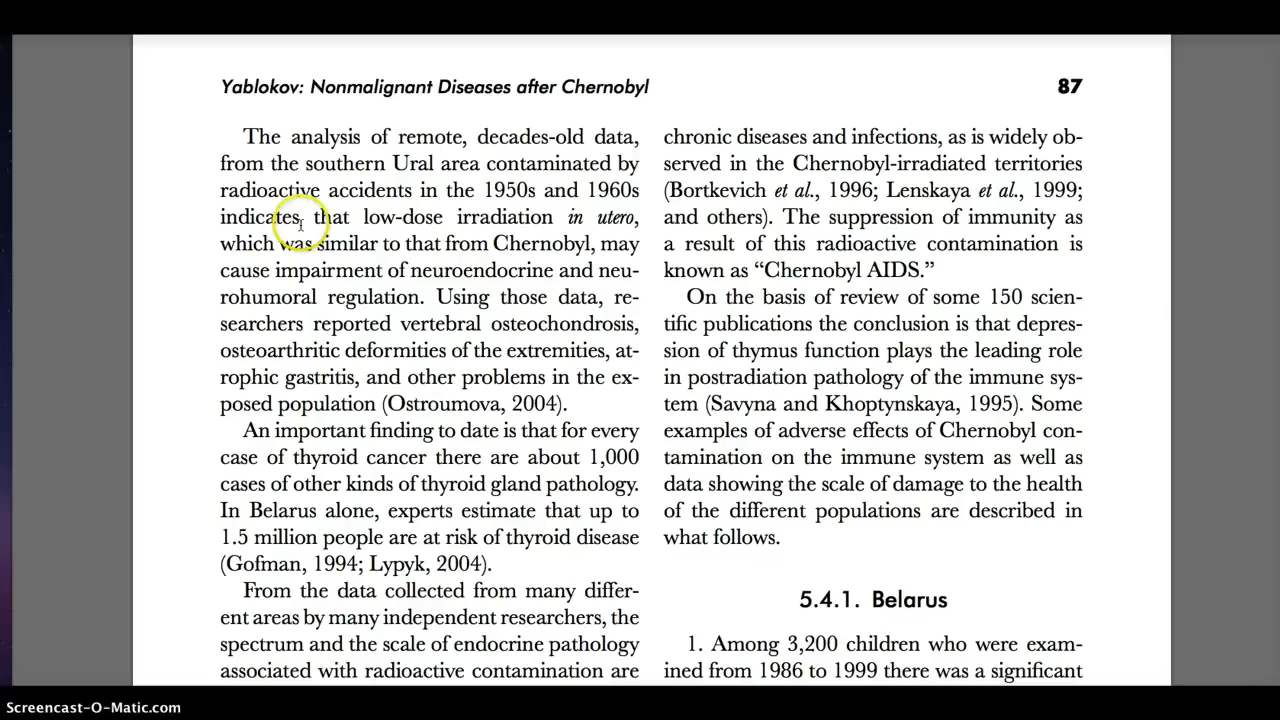 Yablokov: Nonmalignant Diseases after Chernobyl
87
The analysis of remote, decades-old data,
from the southern Ural area contaminated by
radioactive accidents in the 1950s and 1960s
indicates that low-dose irradiation in utero,
which was similar to that from Chernobyl, may
cause impairment of neuroendocrine and neu-
rohumoral regulation. Using those data, re-
searchers reported vertebral osteochondrosis,
osteoarthritic deformities of the extremities, at-
rophic gastritis, and other problems in the ex-
posed population (Ostroumova, 2004).
An important finding to date is that for every
case of thyroid cancer there are about 1,000
cases of other kinds of thyroid gland pathology.
In Belarus alone, experts estimate that up to
1.5 million people are at risk of thyroid disease
(Gofman, 1994; Lypyk, 2004).
From the data collected from many differ-
ent areas by many independent researchers, the
spectrum and the scale of endocrine pathology
associated with radioactive contamination are
chronic diseases and infections, as is widely ob-
served in the Chernobyl-irradiated territories
(Bortkevich et al., 1996; Lenskaya et al., 1999;
and others). The suppression of immunity as
a result of this radioactive contamination is
known as “Chernobyl AIDS.”
On the basis of review of some 150 scien-
tific publications the conclusion is that depres-
sion of thymus function plays the leading role
in postradiation pathology of the immune sys-
tem (Savyna and Khoptynskaya, 1995). Some
examples of adverse effects of Chernobyl con-
tamination on the immune system as well as
data showing the scale of damage to the health
of the different populations are described in
what follows.
5.4.1. Belarus
1. Among 3,200 children who were exam-
ined from 1986 to 1999 there was a significant
Screencast-O-Matic.com